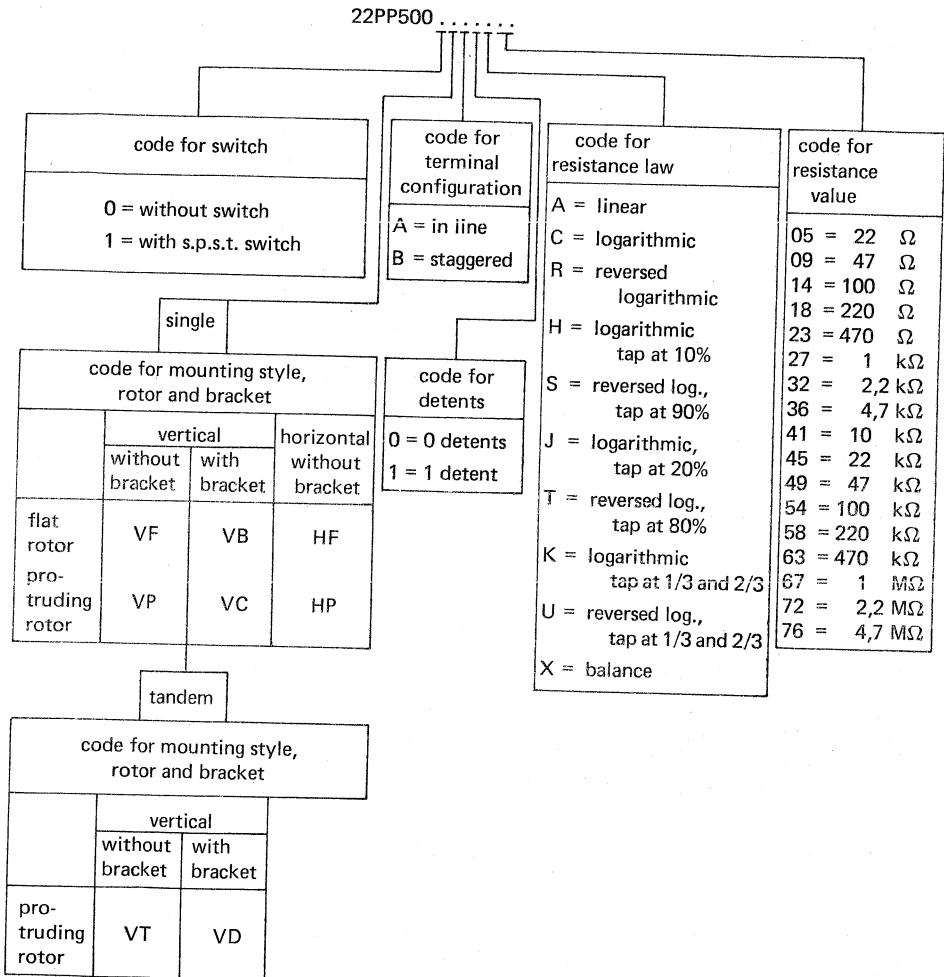 22PP500 . . . . . .
code for switch
0 = without switch
1 = with s.p.s.t. switch
code for
terminal
configuration
A = in iine
B = staggered
code for
resistance law
A = linear
C = logarithmic
R = reversed
logarithmic
H = logarithmic
tap at 10%
S = reversed log.,
tap at 90%
J = logarithmic,
tap at 20%
T = reversed log.,
tap at 80%
K = logarithmic
tap at 1/3 and 2/3
U = reversed log.,
tap at 1/3 and 2/3
X = balance
code for
resistance
value
05 = 22 Ω
09 = 47 Ω
14 = 100 Ω
18 = 220 Ω
23 = 470 Ω
27 = 1 kΩ
32 = 2,2 kΩ
36 = 4,7 kΩ
41 = 10 kΩ
45 = 22 kΩ
49 = 47 kΩ
54 = 100 kΩ
58 = 220 kΩ
63 = 470 kΩ
67 = 1 MΩ
72 = 2,2 MΩ
76 = 4,7 MΩ
single
code for mounting style,
rotor and bracket
vertical horizontal
without with without
bracket bracket bracket
flat
rotor VF VB HF
pro-
truding VP VC HP
rotor
code for
detents
0 = 0 detents
1 = 1 detent
tandem
code for mounting style,
rotor and bracket
vertical
without with
bracket bracket
pro-
truding VT VD
rotor